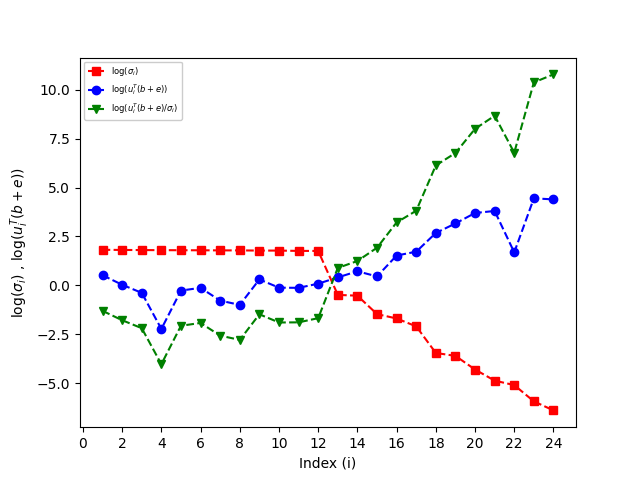 log(σᵢ)
log(uᵢᵀ(b + e))
log(uᵢᵀ(b + e)/σᵢ)
10.0
7.5
5.0
2.5
0.0
−2.5
−5.0
log(σᵢ) , log(uᵢᵀ(b + e))
0 2 4 6 8 10 12 14 16 18 20 22 24
Index (i)